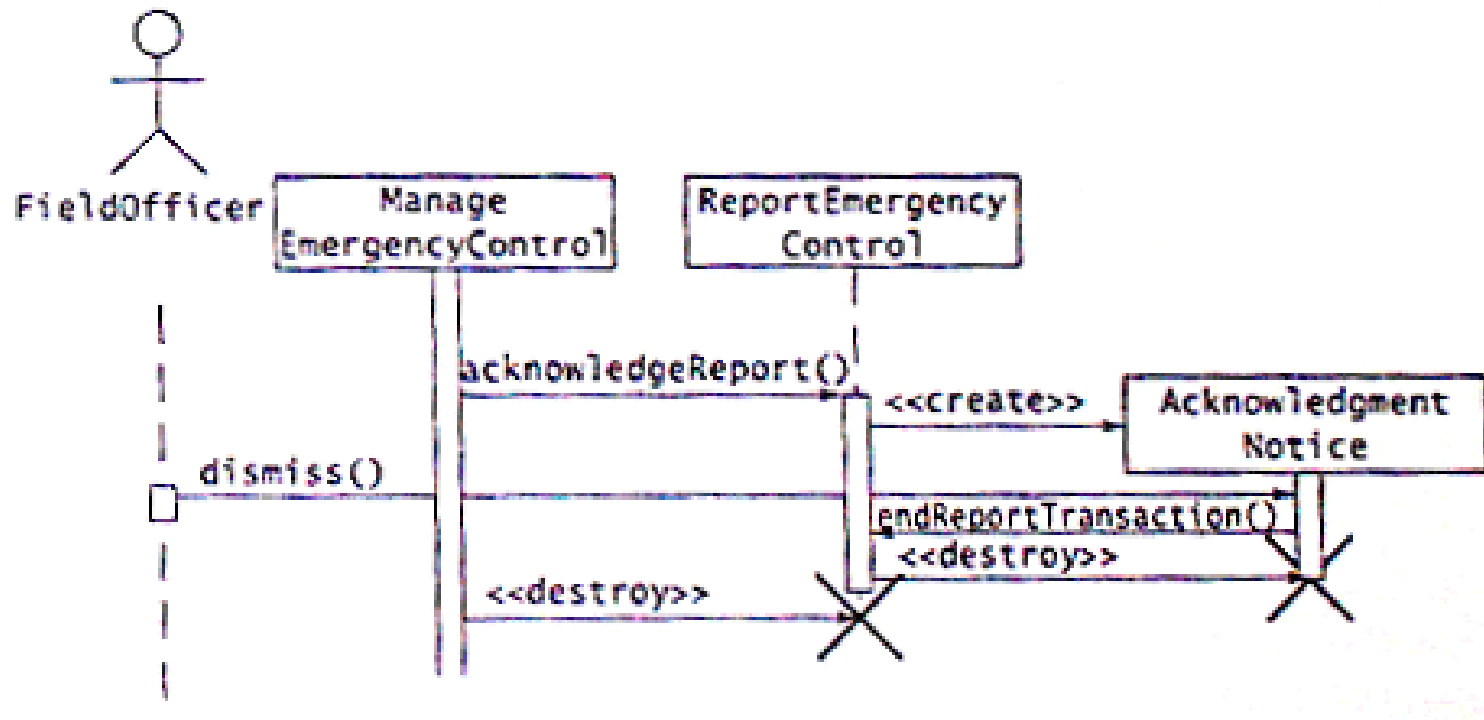 FieldOfficer
Manage
EmergencyControl
ReportEmergency
Control
acknowledgeReport()
<<create>>
Acknowledgment
Notice
dismiss()
endReportTransaction()
<<destroy>>
<<destroy>>